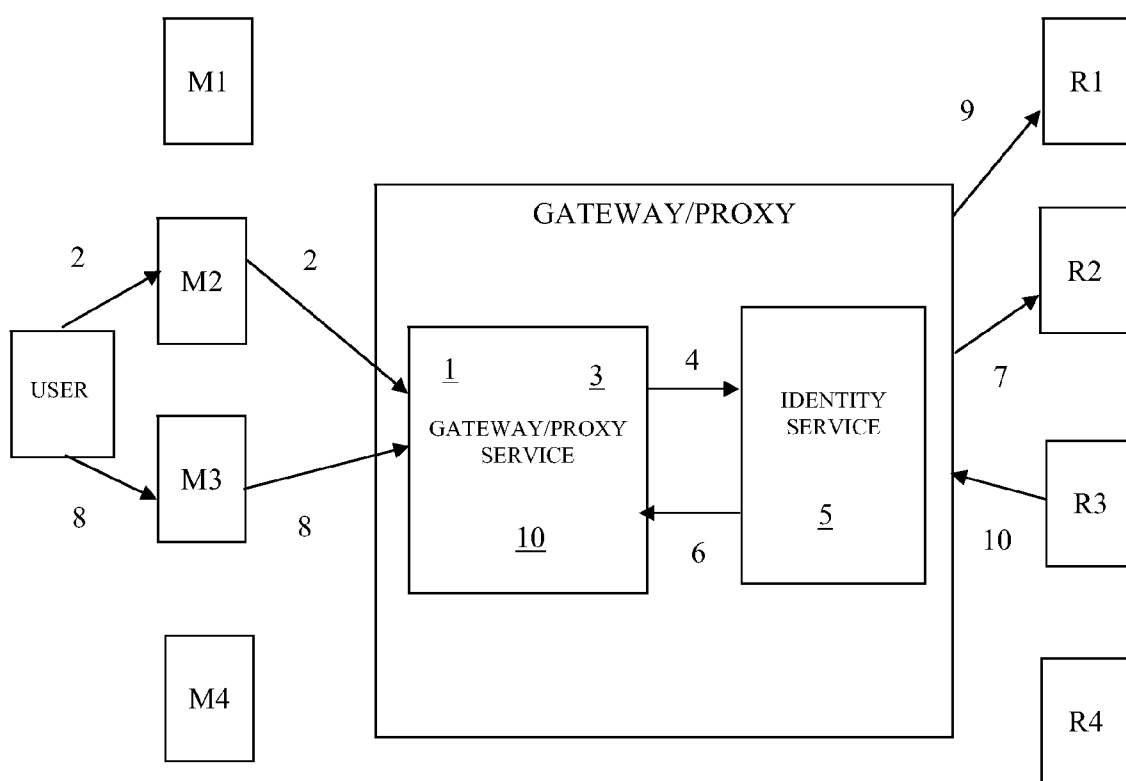 M1
R1
9
GATEWAY/PROXY
2
M2
2
R2
USER
1
3
4
7
GATEWAY/PROXY
SERVICE
IDENTITY
SERVICE
M3
8
8
10
6
5
R3
10
M4
R4